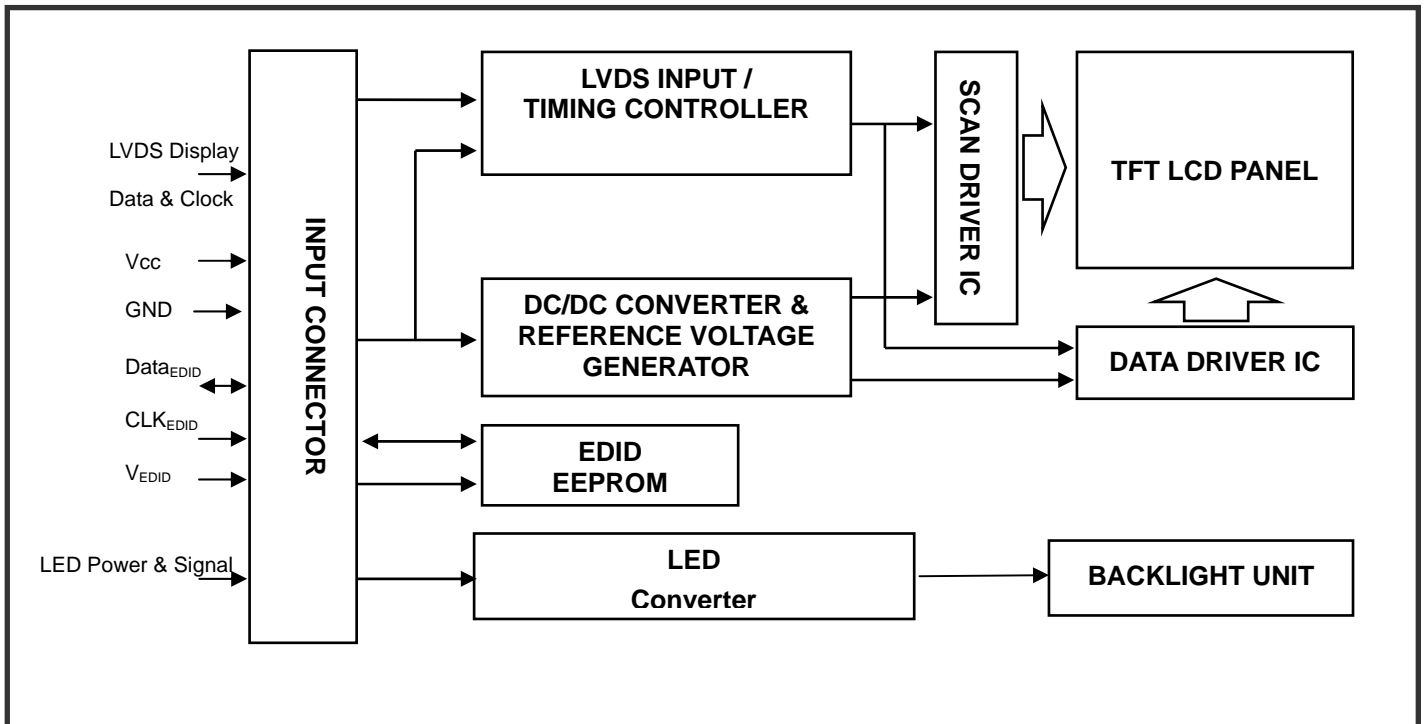 LVDS Display
Data & Clock
Vcc
GND
DataEDID
CLKEDID
VEDID
LED Power & Signal
INPUT CONNECTOR
LVDS INPUT /
TIMING CONTROLLER
DC/DC CONVERTER &
REFERENCE VOLTAGE
GENERATOR
EDID
EEPROM
LED
Converter
SCAN DRIVER IC
TFT LCD PANEL
DATA DRIVER IC
BACKLIGHT UNIT